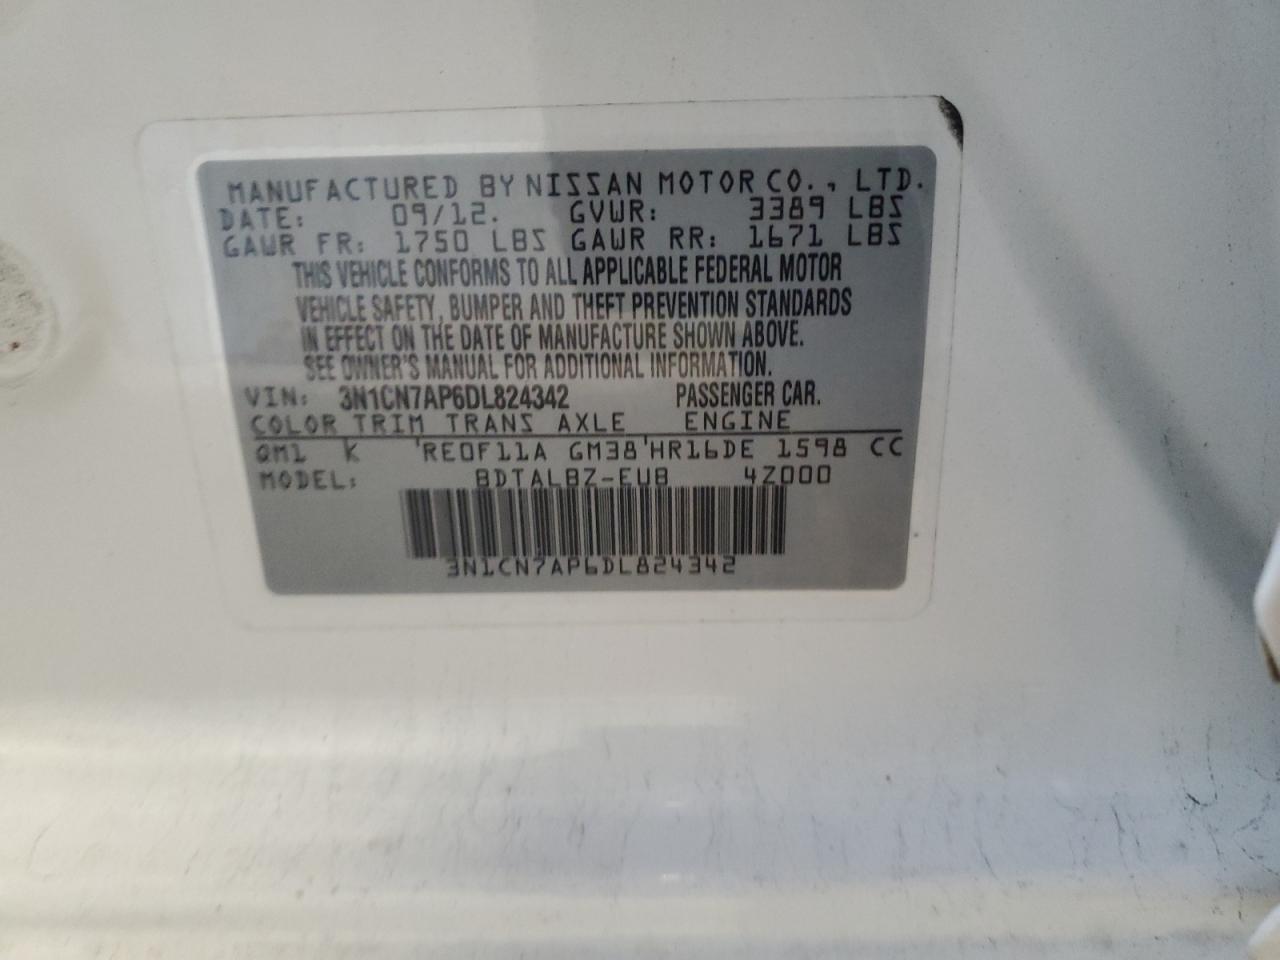 MANUFACTURED BY NISSAN MOTOR CO., LTD.
DATE: 09/12. GVWR: 3389 LBS
GAWR FR: 1750 LBS GAWR RR: 1671 LBS
THIS VEHICLE CONFORMS TO ALL APPLICABLE FEDERAL MOTOR
VEHICLE SAFETY, BUMPER AND THEFT PREVENTION STANDARDS
IN EFFECT ON THE DATE OF MANUFACTURE SHOWN ABOVE.
SEE OWNER'S MANUAL FOR ADDITIONAL INFORMATION.
VIN: 3N1CN7AP6DL824342 PASSENGER CAR.
COLOR TRIM TRANS AXLE ENGINE
QM1 K 'RE0F11A GM38'HR16DE 1598 CC
MODEL: BDTALBZ-EUB 4Z000
3N1CN7AP6DL824342